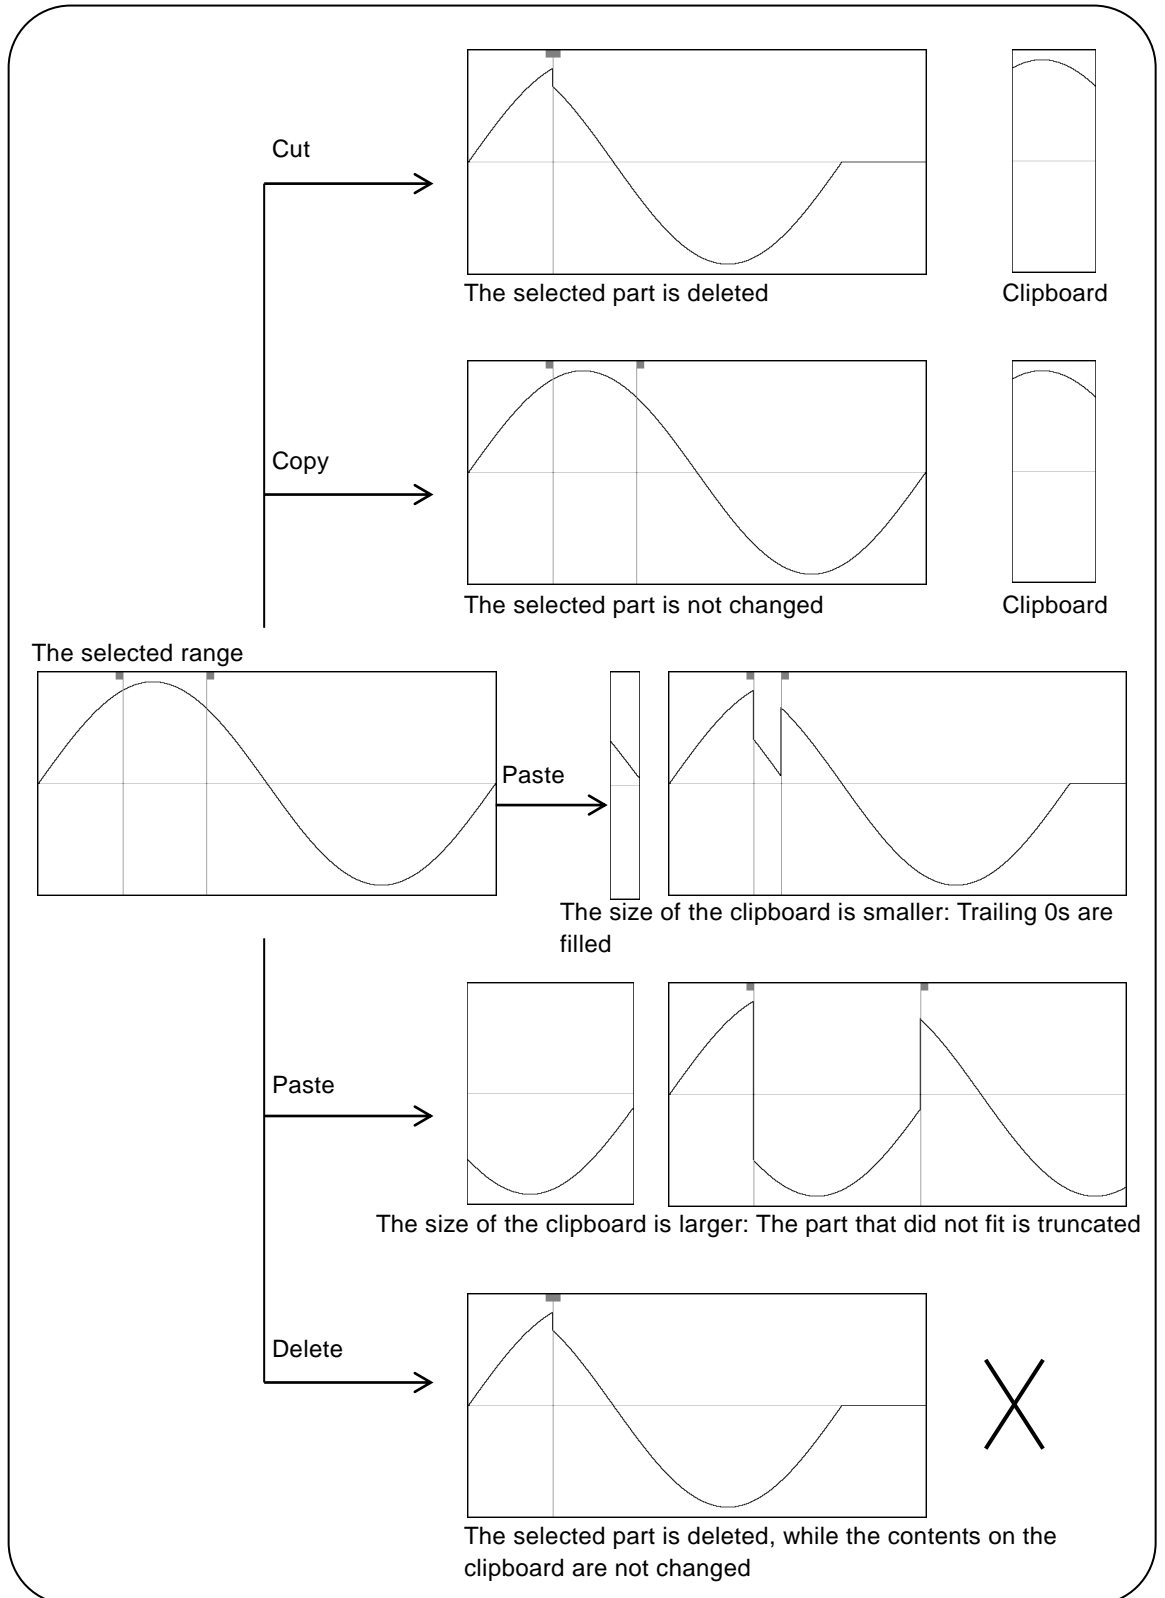 Cut
The selected part is deleted
Clipboard
Copy
The selected part is not changed
Clipboard
The selected range
Paste
The size of the clipboard is smaller: Trailing 0s are
filled
Paste
The size of the clipboard is larger: The part that did not fit is truncated
Delete
The selected part is deleted, while the contents on the
clipboard are not changed